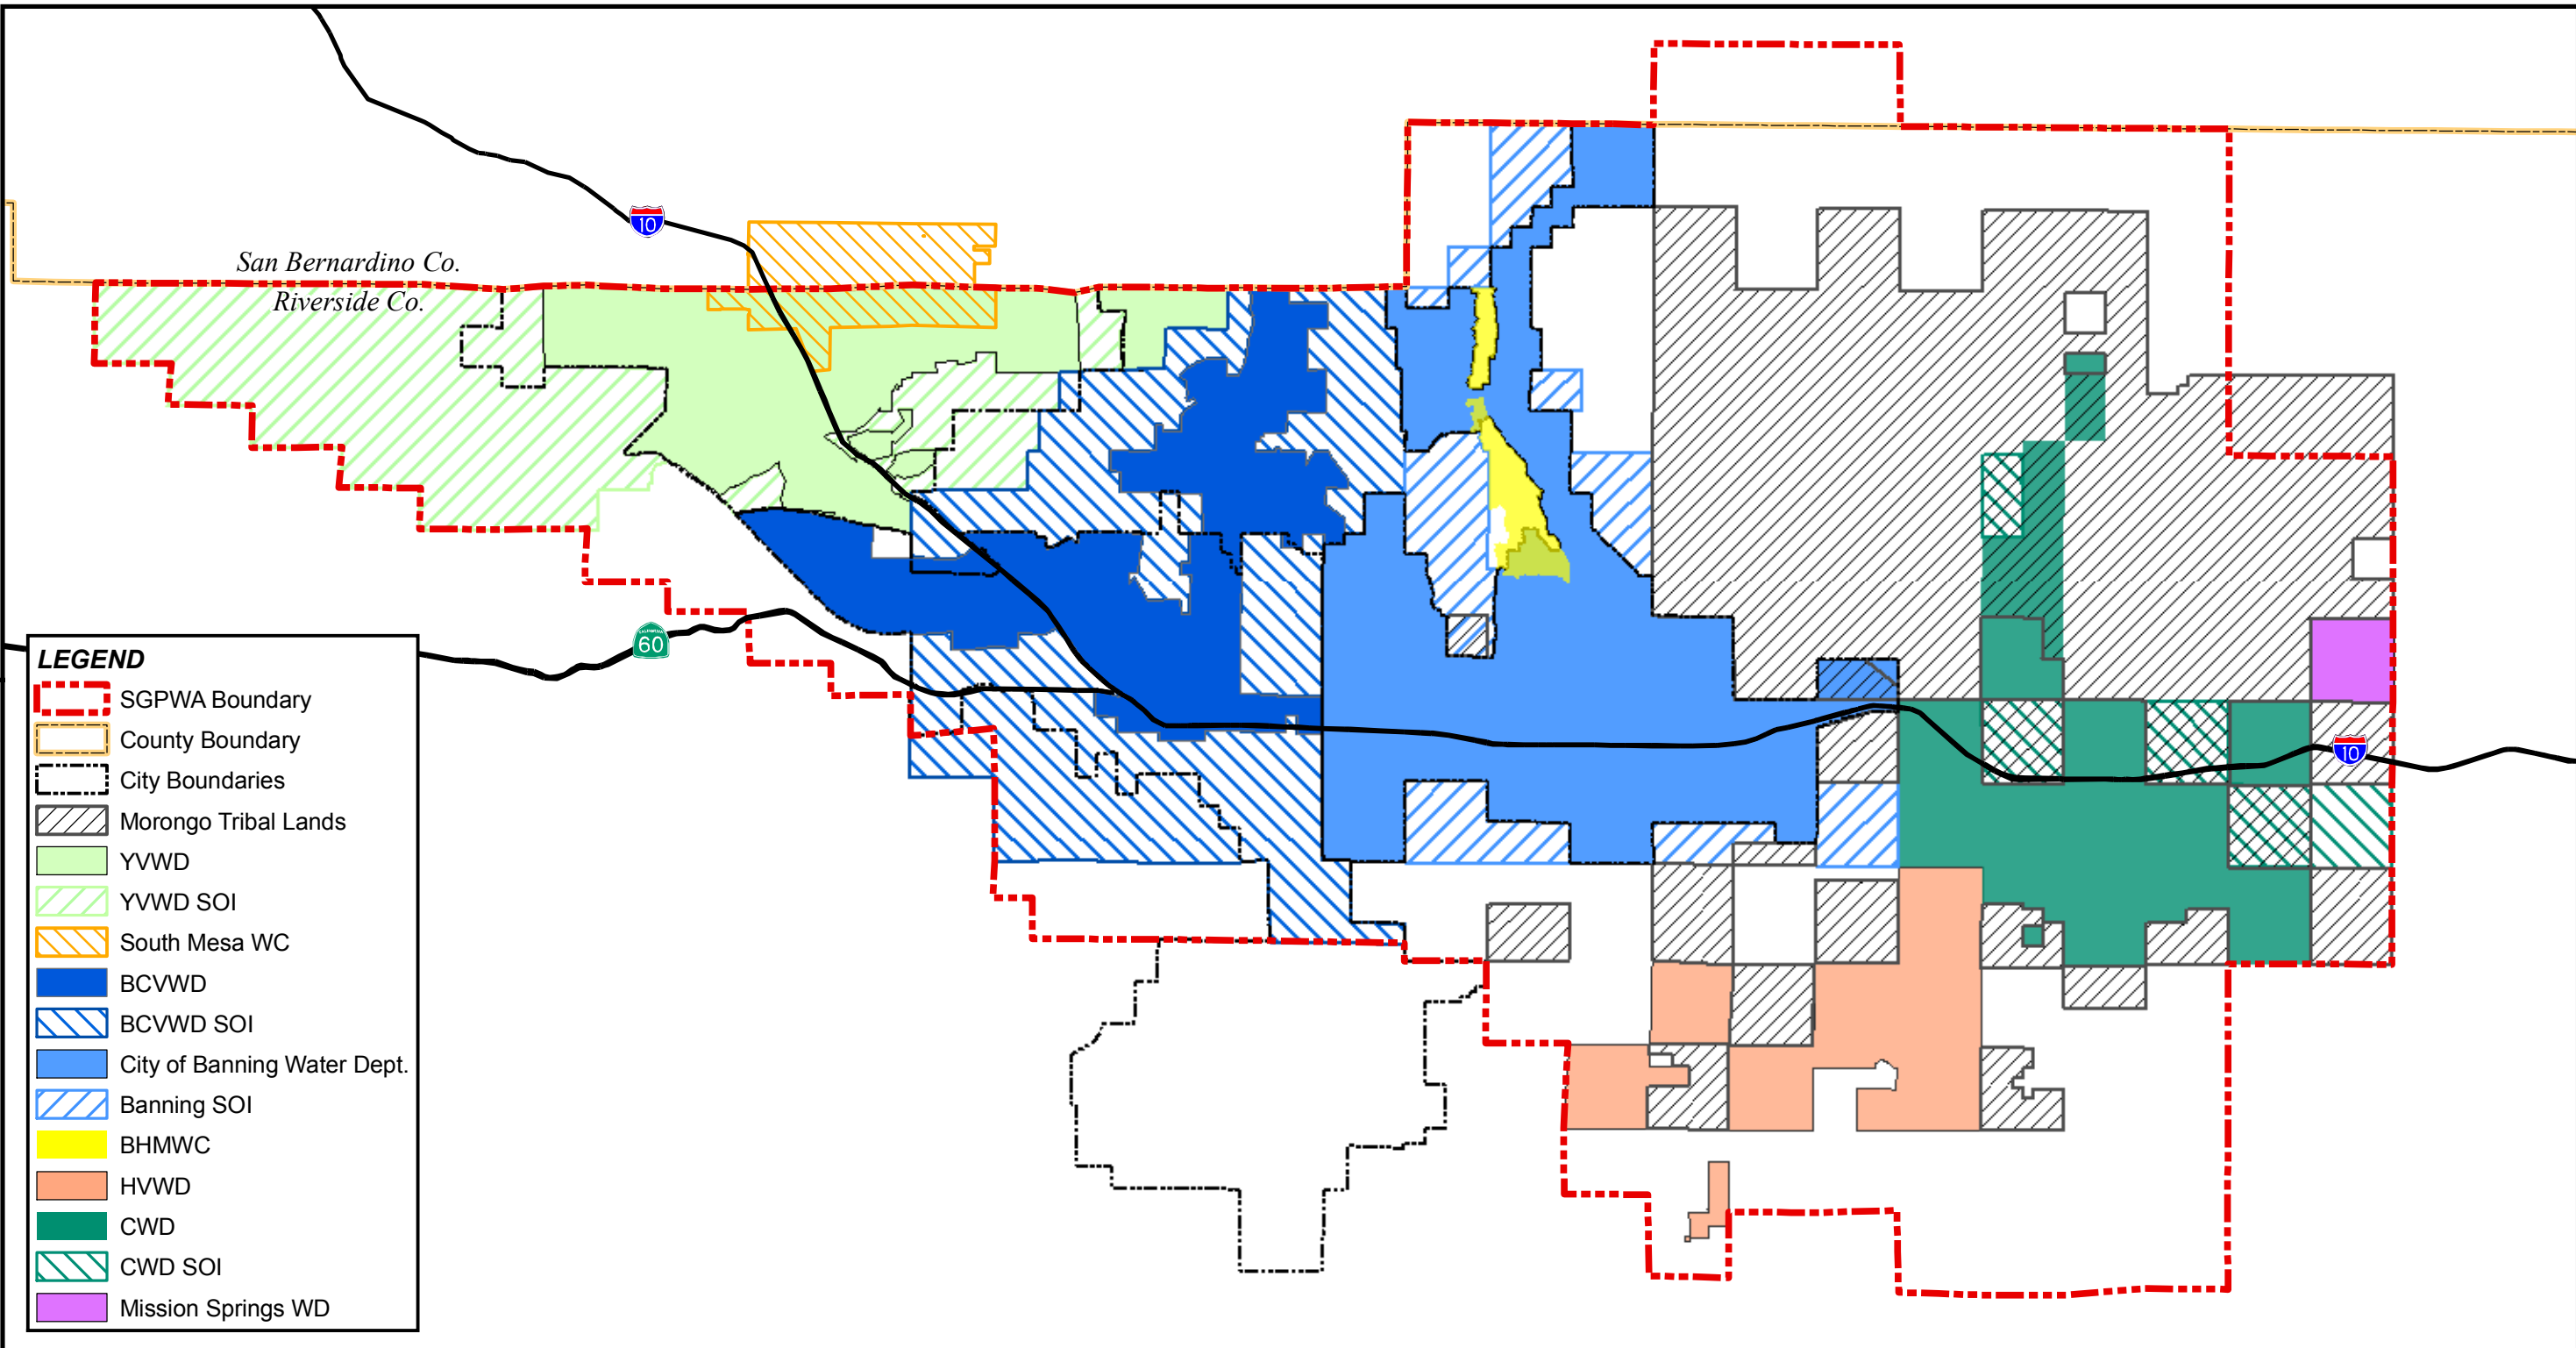 10
San Bernardino Co.
Riverside Co.
CALIFORNIA
60
10
LEGEND
SGPWA Boundary
County Boundary
City Boundaries
Morongo Tribal Lands
YVWD
YVWD SOI
South Mesa WC
BCVWD
BCVWD SOI
City of Banning Water Dept.
Banning SOI
BHMWC
HVWD
CWD
CWD SOI
Mission Springs WD